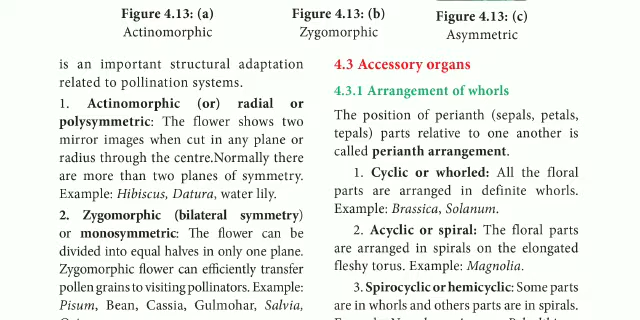 Figure 4.13: (a)
Actinomorphic
Figure 4.13: (b)
Zygomorphic
Figure 4.13: (c)
Asymmetric
is an important structural adaptation
related to pollination systems.
1. Actinomorphic (or) radial or
polysymmetric: The flower shows two
mirror images when cut in any plane or
radius through the centre.Normally there
are more than two planes of symmetry.
Example: Hibiscus, Datura, water lily.
2. Zygomorphic (bilateral symmetry)
or monosymmetric: The flower can be
divided into equal halves in only one plane.
Zygomorphic flower can efficiently transfer
pollen grains to visiting pollinators. Example:
Pisum, Bean, Cassia, Gulmohar, Salvia,
4.3 Accessory organs
4.3.1 Arrangement of whorls
The position of perianth (sepals, petals,
tepals) parts relative to one another is
called perianth arrangement.
1. Cyclic or whorled: All the floral
parts are arranged in definite whorls.
Example: Brassica, Solanum.
2. Acyclic or spiral: The floral parts
are arranged in spirals on the elongated
fleshy torus. Example: Magnolia.
3. Spirocyclic or hemicyclic: Some parts
are in whorls and others parts are in spirals.